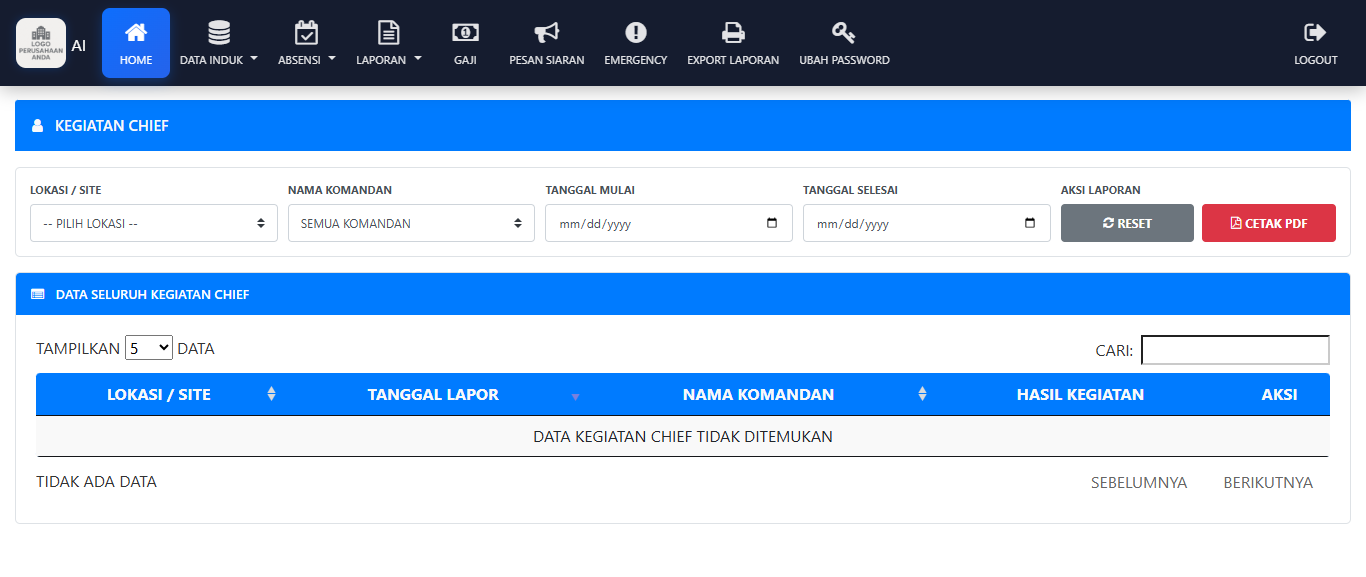 LOGO
PERUSAHAAN
ANDA
AI
HOME
DATA INDUK
ABSENSI
LAPORAN
GAJI
PESAN SIARAN
EMERGENCY
EXPORT LAPORAN
UBAH PASSWORD
LOGOUT
KEGIATAN CHIEF
LOKASI / SITE
NAMA KOMANDAN
TANGGAL MULAI
TANGGAL SELESAI
AKSI LAPORAN
-- PILIH LOKASI --
SEMUA KOMANDAN
mm/dd/yyyy
mm/dd/yyyy
RESET
CETAK PDF
DATA SELURUH KEGIATAN CHIEF
TAMPILKAN 5 DATA
CARI:
LOKASI / SITE
TANGGAL LAPOR
NAMA KOMANDAN
HASIL KEGIATAN
AKSI
DATA KEGIATAN CHIEF TIDAK DITEMUKAN
TIDAK ADA DATA
SEBELUMNYA
BERIKUTNYA